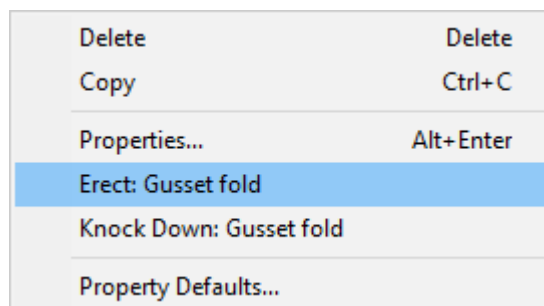 Delete Delete
Copy Ctrl+C
Properties... Alt+Enter
Erect: Gusset fold
Knock Down: Gusset fold
Property Defaults...